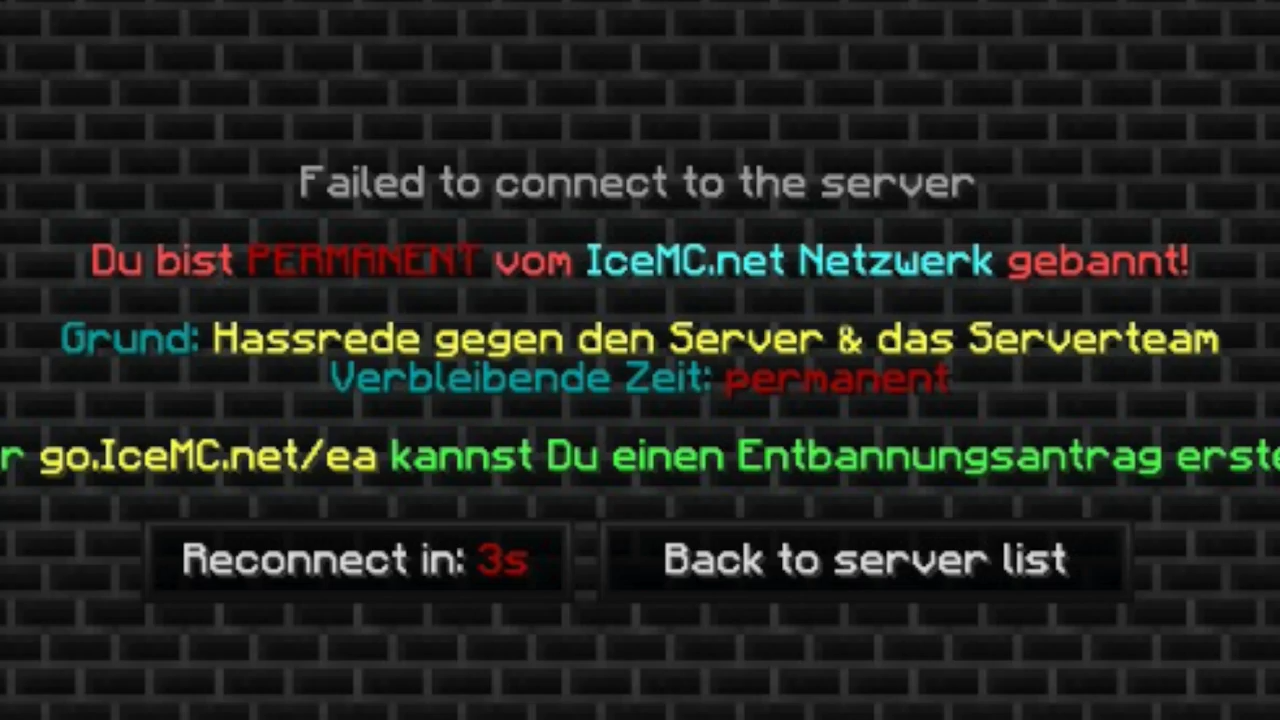 Failed to connect to the server
Du bist PERMANENT vom IceMC.net Netzwerk gebannt!
Grund: Hassrede gegen den Server & das Serverteam
Verbleibende Zeit: permanent
r go.IceMC.net/ea kannst Du einen Entbannungsantrag erste
Reconnect in: 3s
Back to server list